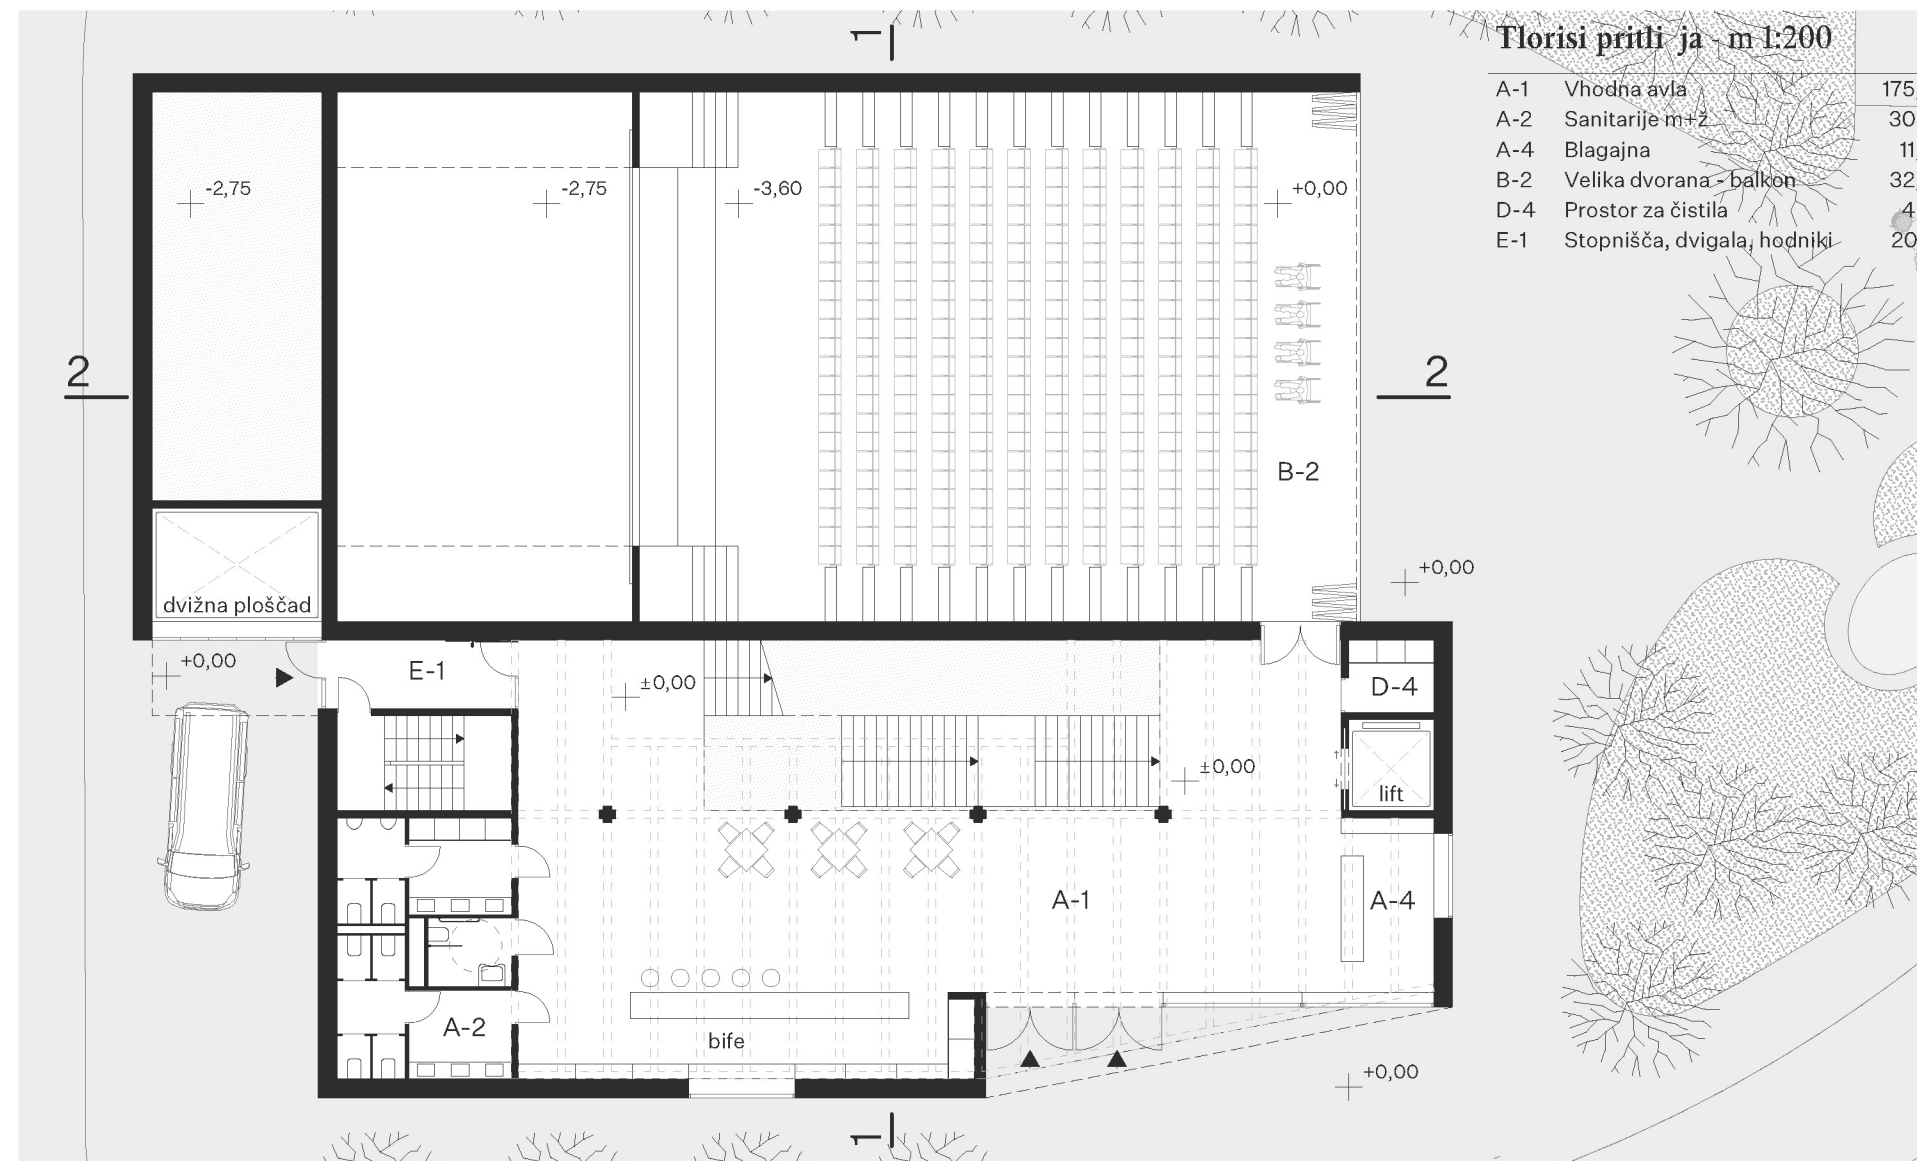 1
Tlorisi pritli ja - m 1:200
A-1 Vhodna avla 175,
A-2 Sanitarije m+ž 30
A-4 Blagajna 11,
B-2 Velika dvorana - balkon 32,
D-4 Prostor za čistila 4
E-1 Stopnišča, dvigala, hodniki 20
-2,75
-2,75
-3,60
+0,00
2
2
B-2
+0,00
dvižna ploščad
+0,00
E-1
±0,00
D-4
±0,00
lift
A-1
A-4
A-2
bife
+0,00
1